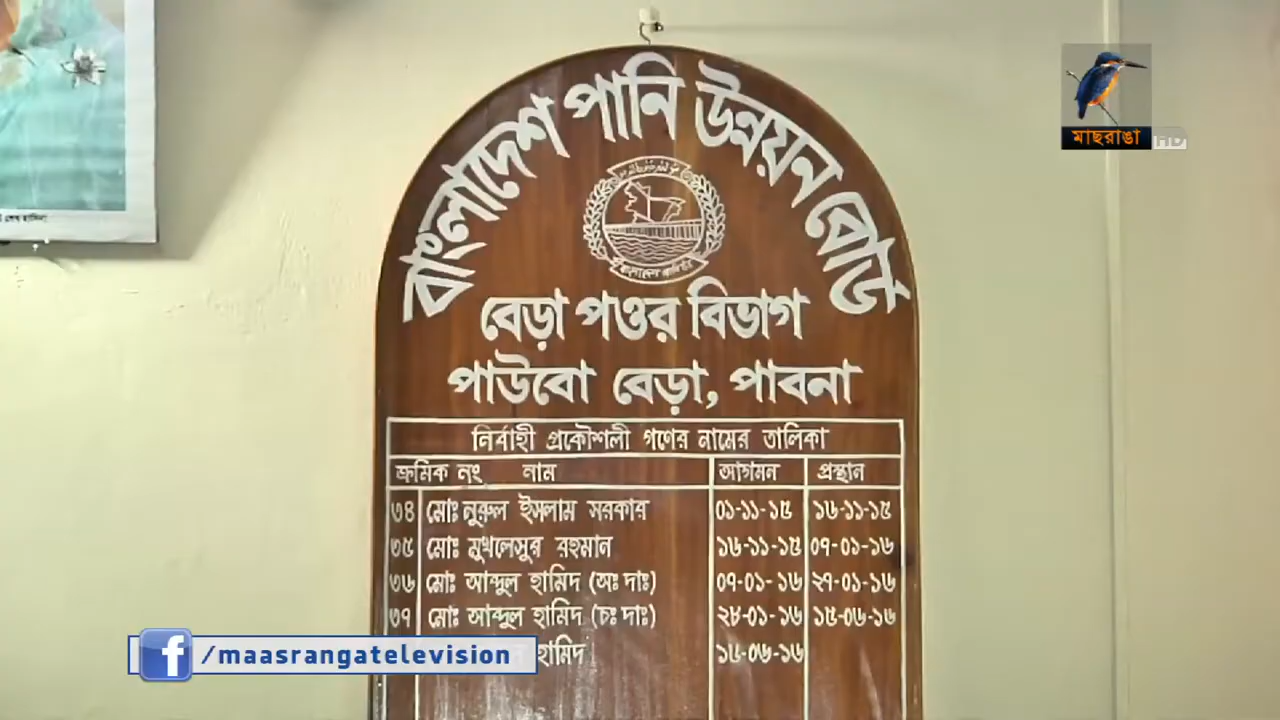 বাংলাদেশ পানি উন্নয়ন বোর্ড
বেড়া পওর বিভাগ
পাউবো বেড়া, পাবনা
নির্বাহী প্রকৌশলী গণের নামের তালিকা
ক্রমিক নং নাম আগমন প্রস্থান
৩৪ মোঃ নুরুল ইসলাম সরকার ০১-১১-১৫ ১৬-১১-১৫
৩৫ মোঃ মুখলেসুর রহমান ১৬-১১-১৫ ০৭-০১-১৬
৩৬ মোঃ আব্দুল হামিদ (অঃ দাঃ) ০৭-০১-১৬ ২৭-০১-১৬
৩৭ মোঃ আব্দুল হামিদ (চঃ দাঃ) ২৮-০১-১৬ ১৫-০৬-১৬
হামিদ ১৫-০৬-১৬
মাছরাঙা HD
/maasrangatelevision
শেখ হাসিনা